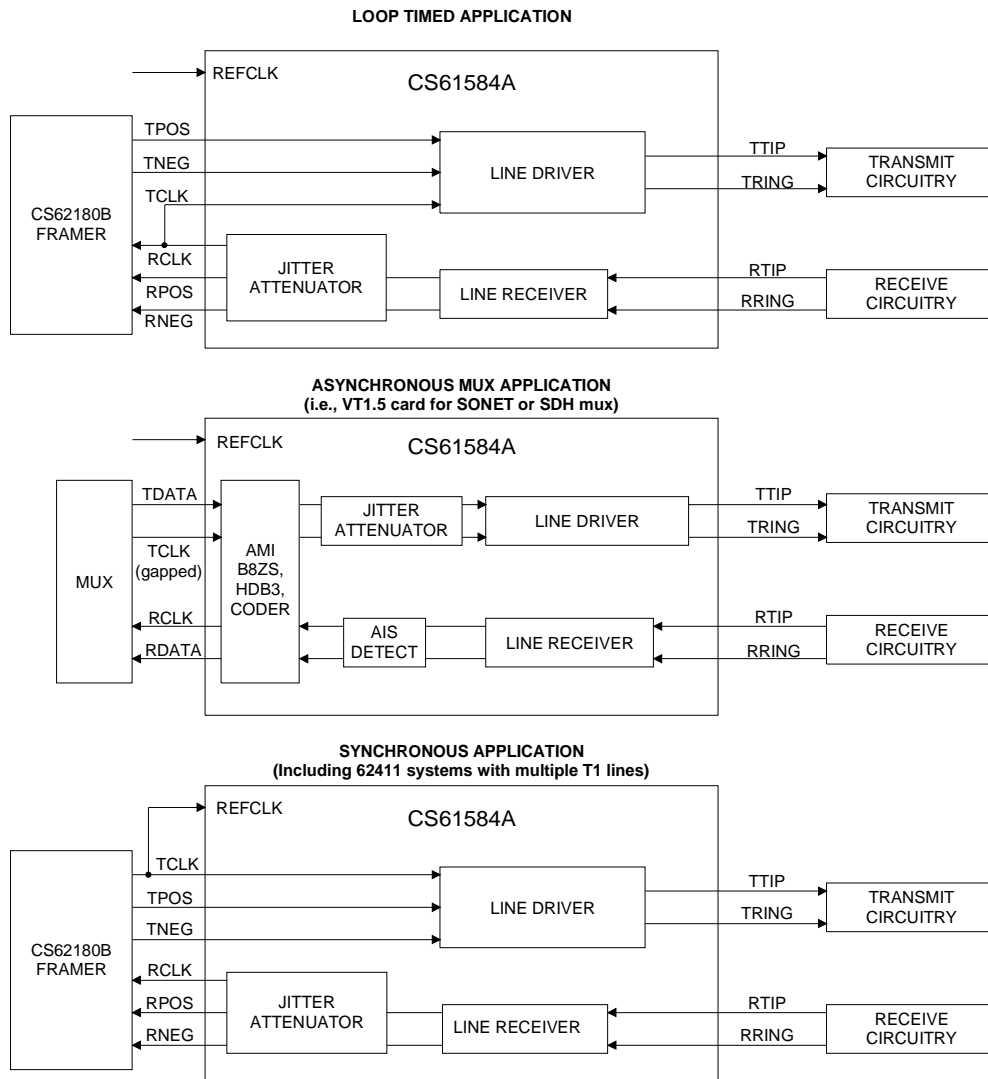 LOOP TIMED APPLICATION
REFCLK
CS61584A
TPOS
TNEG
TCLK
CS62180B
FRAMER
RCLK
RPOS
RNEG
JITTER
ATTENUATOR
LINE DRIVER
LINE RECEIVER
TTIP
TRING
TRANSMIT
CIRCUITRY
RTIP
RRING
RECEIVE
CIRCUITRY
ASYNCHRONOUS MUX APPLICATION
(i.e., VT1.5 card for SONET or SDH mux)
REFCLK
CS61584A
MUX
TDATA
TCLK
(gapped)
RCLK
RDATA
AMI
B8ZS,
HDB3,
CODER
JITTER
ATTENUATOR
LINE DRIVER
AIS
DETECT
LINE RECEIVER
TTIP
TRING
TRANSMIT
CIRCUITRY
RTIP
RRING
RECEIVE
CIRCUITRY
SYNCHRONOUS APPLICATION
(Including 62411 systems with multiple T1 lines)
REFCLK
CS61584A
TCLK
TPOS
TNEG
CS62180B
FRAMER
RCLK
RPOS
RNEG
JITTER
ATTENUATOR
LINE DRIVER
LINE RECEIVER
TTIP
TRING
TRANSMIT
CIRCUITRY
RTIP
RRING
RECEIVE
CIRCUITRY